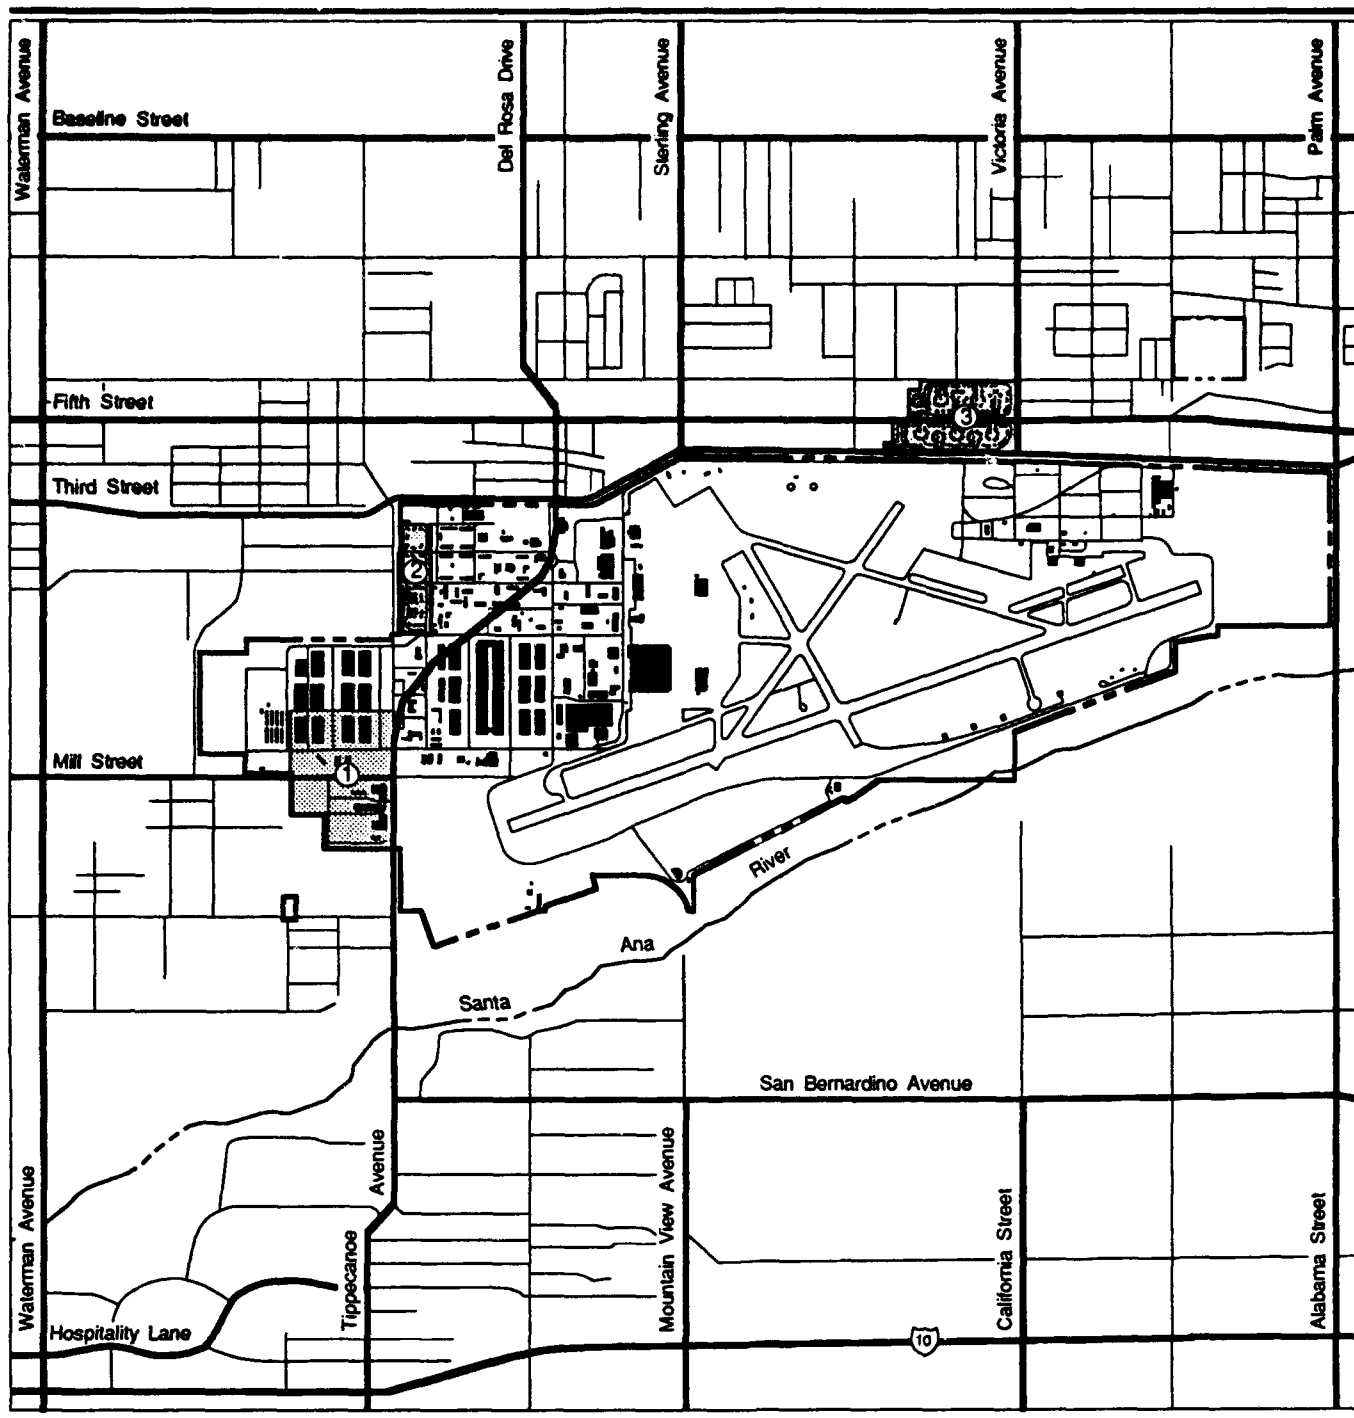 Waterman Avenue
Del Rosa Drive
Sterling Avenue
Victoria Avenue
Palm Avenue
Baseline Street
Fifth Street
3
Third Street
2
Mill Street
1
River
Ana
Santa
San Bernardino Avenue
Waterman Avenue
Tippecanoe Avenue
Mountain View Avenue
California Street
Alabama Street
Hospitality Lane
10